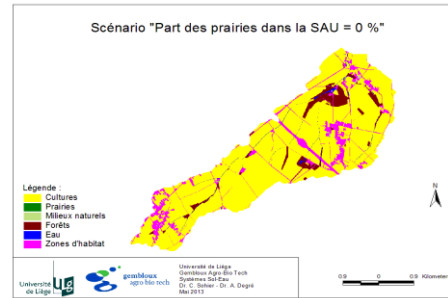 Scénario "Part des prairies dans la SAU = 0 %"
Légende :
Cultures
Prairies
Milieux naturels
Forêts
Eau
Zones d'habitat
N
Université
de Liège
gembloux
agro bio tech
Université de Liège
Gembloux Agro-Bio Tech
Systèmes Sol-Eau
Dr. C. Sohier - Dr. A. Degré
Mai 2013
0.9 0 0.9 Kilometers